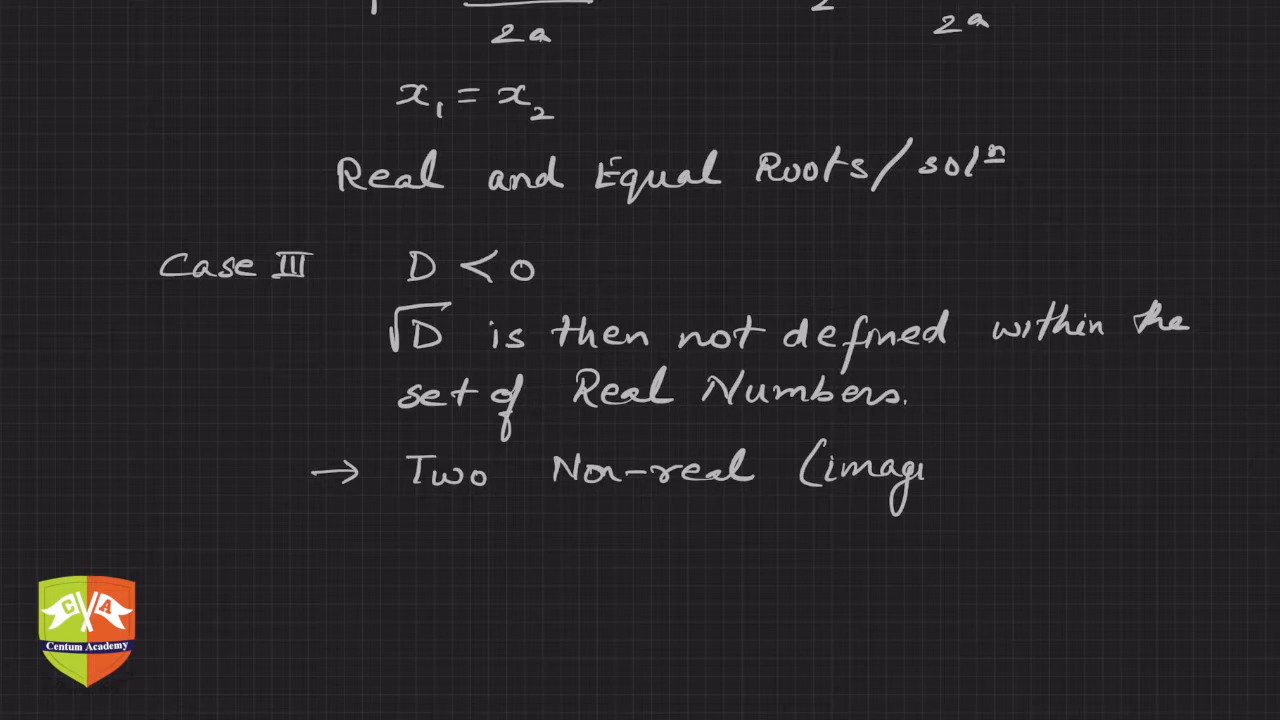 2a 2a
x₁ = x₂
Real and Equal Roots/solⁿ
Case III D < 0
√D is then not defined within the
set of Real Numbers.
→ Two Non-real (imag
C A
Centum Academy